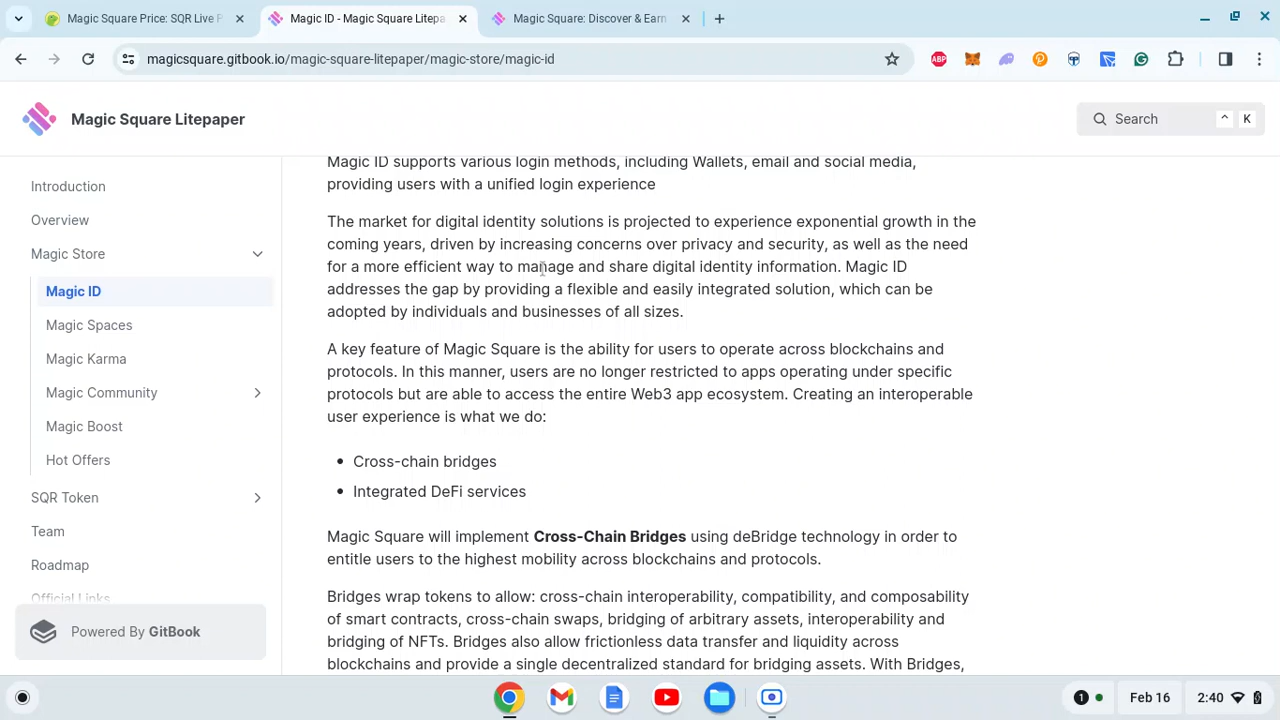 Magic Square Price: SQR Live P
Magic ID - Magic Square Litepa
Magic Square: Discover & Earn
magicsquare.gitbook.io/magic-square-litepaper/magic-store/magic-id
ABP
Magic Square Litepaper
Search
^
K
Introduction
Overview
Magic Store
Magic ID
Magic Spaces
Magic Karma
Magic Community
Magic Boost
Hot Offers
SQR Token
Team
Roadmap
Official Links
Powered By GitBook
Magic ID supports various login methods, including Wallets, email and social media,
providing users with a unified login experience
The market for digital identity solutions is projected to experience exponential growth in the
coming years, driven by increasing concerns over privacy and security, as well as the need
for a more efficient way to manage and share digital identity information. Magic ID
addresses the gap by providing a flexible and easily integrated solution, which can be
adopted by individuals and businesses of all sizes.
A key feature of Magic Square is the ability for users to operate across blockchains and
protocols. In this manner, users are no longer restricted to apps operating under specific
protocols but are able to access the entire Web3 app ecosystem. Creating an interoperable
user experience is what we do:
• Cross-chain bridges
• Integrated DeFi services
Magic Square will implement Cross-Chain Bridges using deBridge technology in order to
entitle users to the highest mobility across blockchains and protocols.
Bridges wrap tokens to allow: cross-chain interoperability, compatibility, and composability
of smart contracts, cross-chain swaps, bridging of arbitrary assets, interoperability and
bridging of NFTs. Bridges also allow frictionless data transfer and liquidity across
blockchains and provide a single decentralized standard for bridging assets. With Bridges,
1
Feb 16
2:40